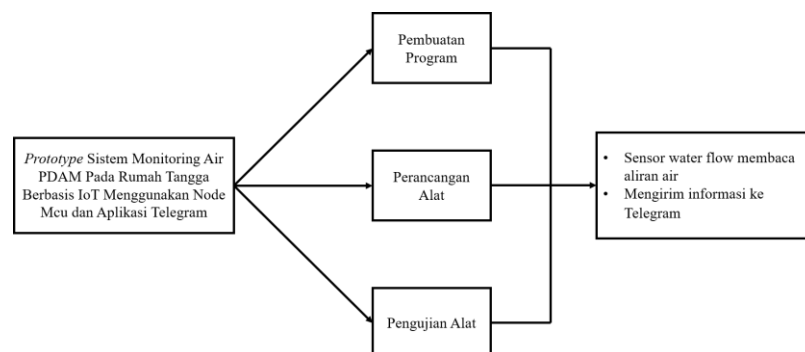 Pembuatan
Program
Prototype Sistem Monitoring Air
PDAM Pada Rumah Tangga
Berbasis IoT Menggunakan Node
Mcu dan Aplikasi Telegram
Perancangan
Alat
• Sensor water flow membaca
aliran air
• Mengirim informasi ke
Telegram
Pengujian Alat